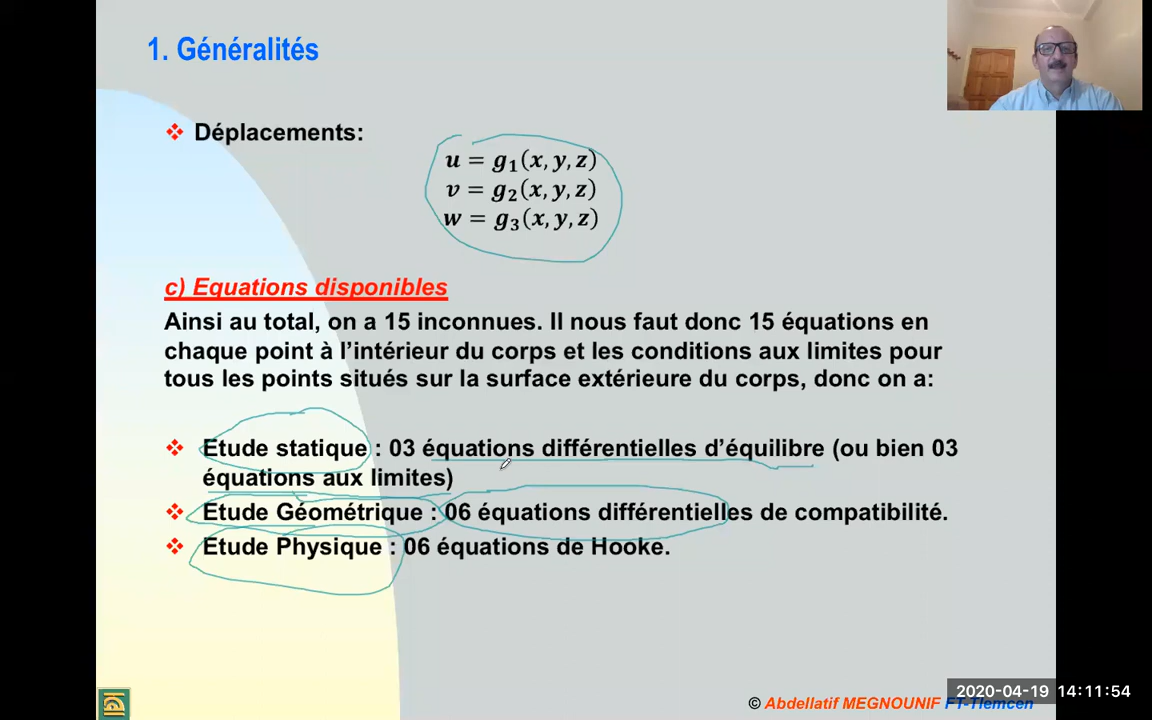 1. Généralités
Déplacements:
u = g₁(x, y, z)
v = g₂(x, y, z)
w = g₃(x, y, z)
c) Equations disponibles
Ainsi au total, on a 15 inconnues. Il nous faut donc 15 équations en
chaque point à l’intérieur du corps et les conditions aux limites pour
tous les points situés sur la surface extérieure du corps, donc on a:
Etude statique : 03 équations différentielles d’équilibre (ou bien 03
équations aux limites)
Etude Géométrique : 06 équations différentielles de compatibilité.
Etude Physique : 06 équations de Hooke.
© Abdellatif MEGNOUNIF FT-Tlemcen
2020-04-19 14:11:54